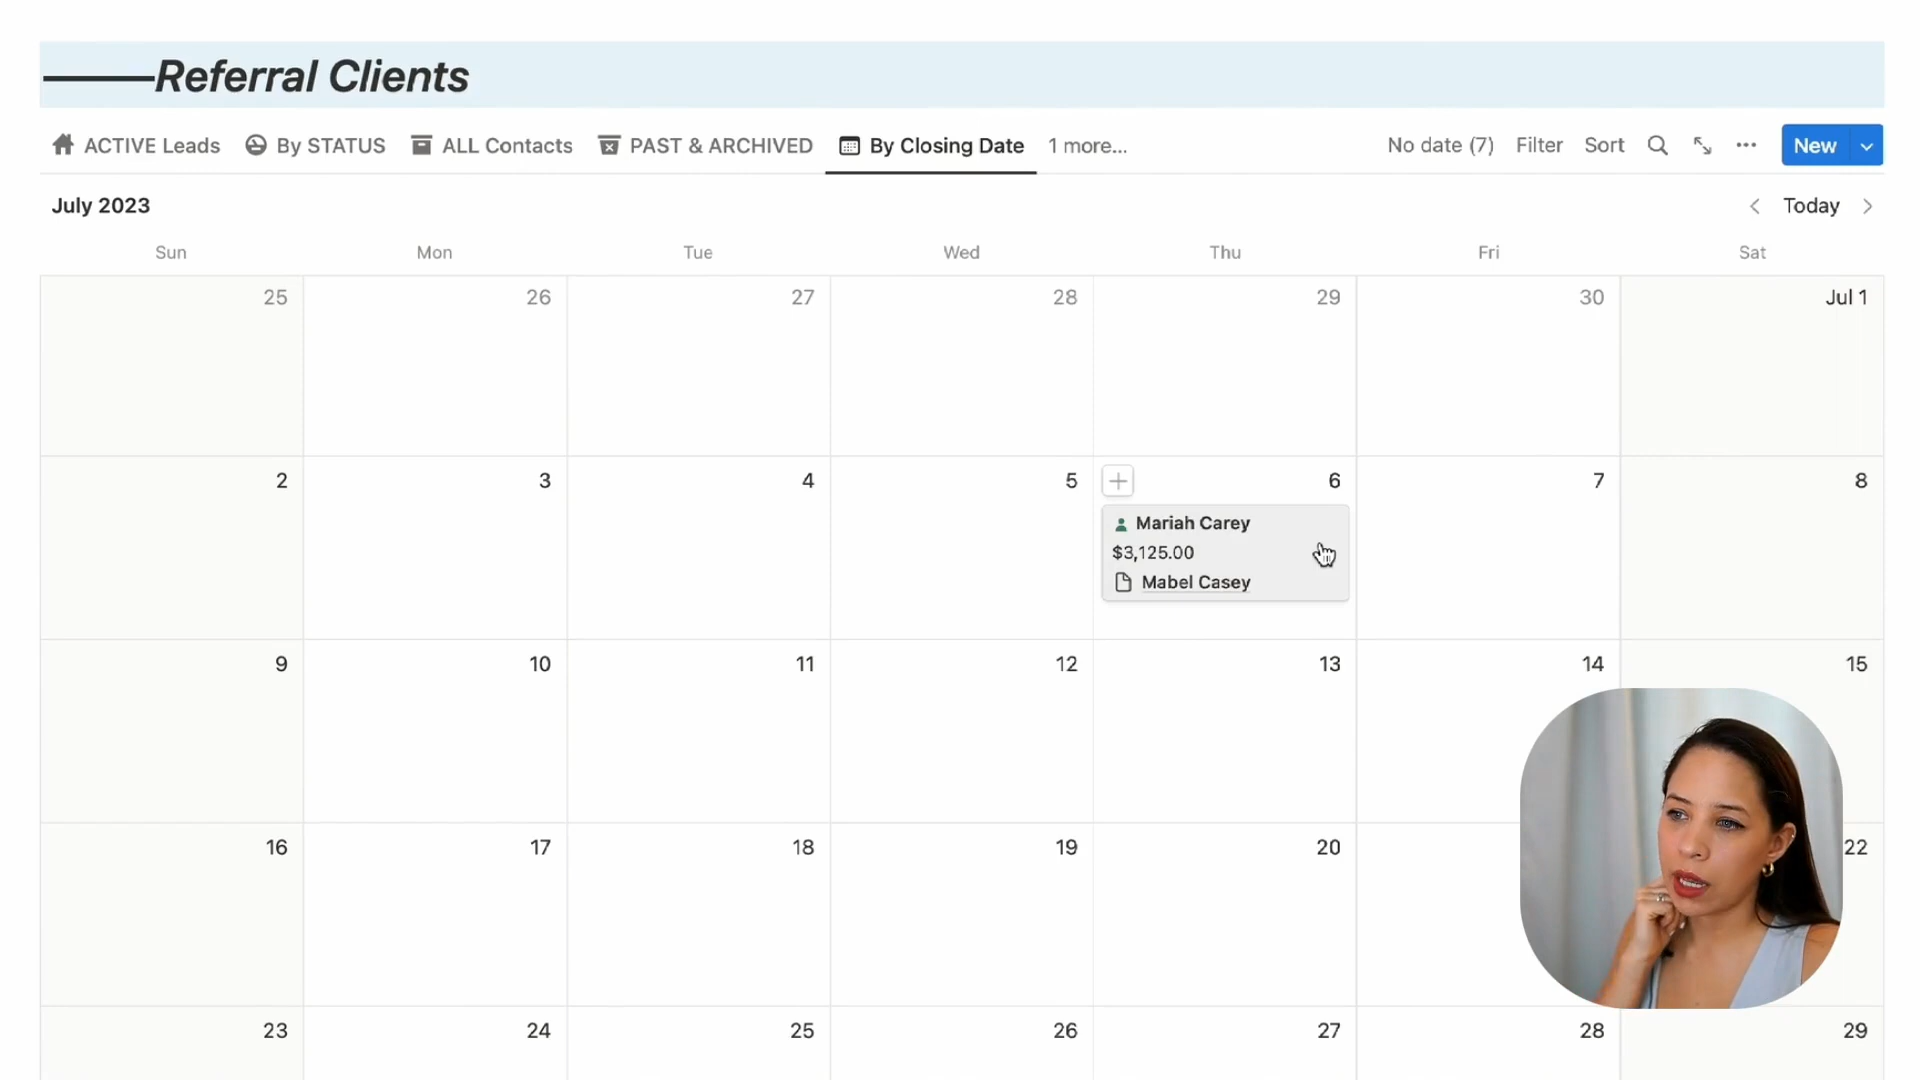 Referral Clients
ACTIVE Leads By STATUS ALL Contacts PAST & ARCHIVED By Closing Date 1 more... No date (7) Filter Sort New
July 2023 Today
Sun Mon Tue Wed Thu Fri Sat
25 26 27 28 29 30 Jul 1
2 3 4 5 6 7 8
Mariah Carey
$3,125.00
Mabel Casey
9 10 11 12 13 14 15
16 17 18 19 20 22
23 24 25 26 27 28 29